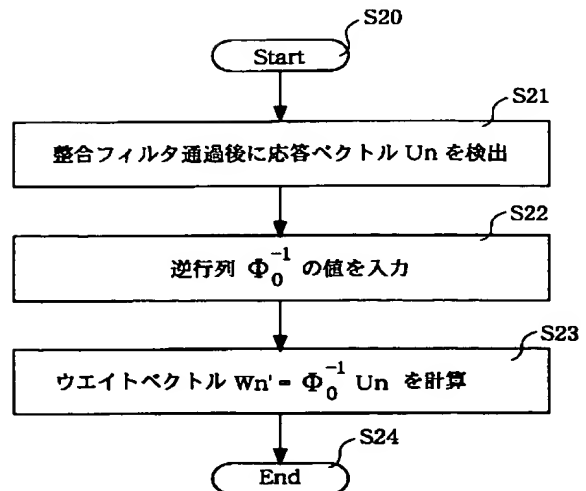 S20
Start
S21
整合フィルタ通過後に応答ベクトル Un を検出
S22
逆行列 Φ₀⁻¹ の値を入力
S23
ウエイトベクトル Wn' = Φ₀⁻¹ Un を計算
S24
End